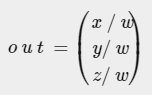 out = ( x / w
y / w
z / w )